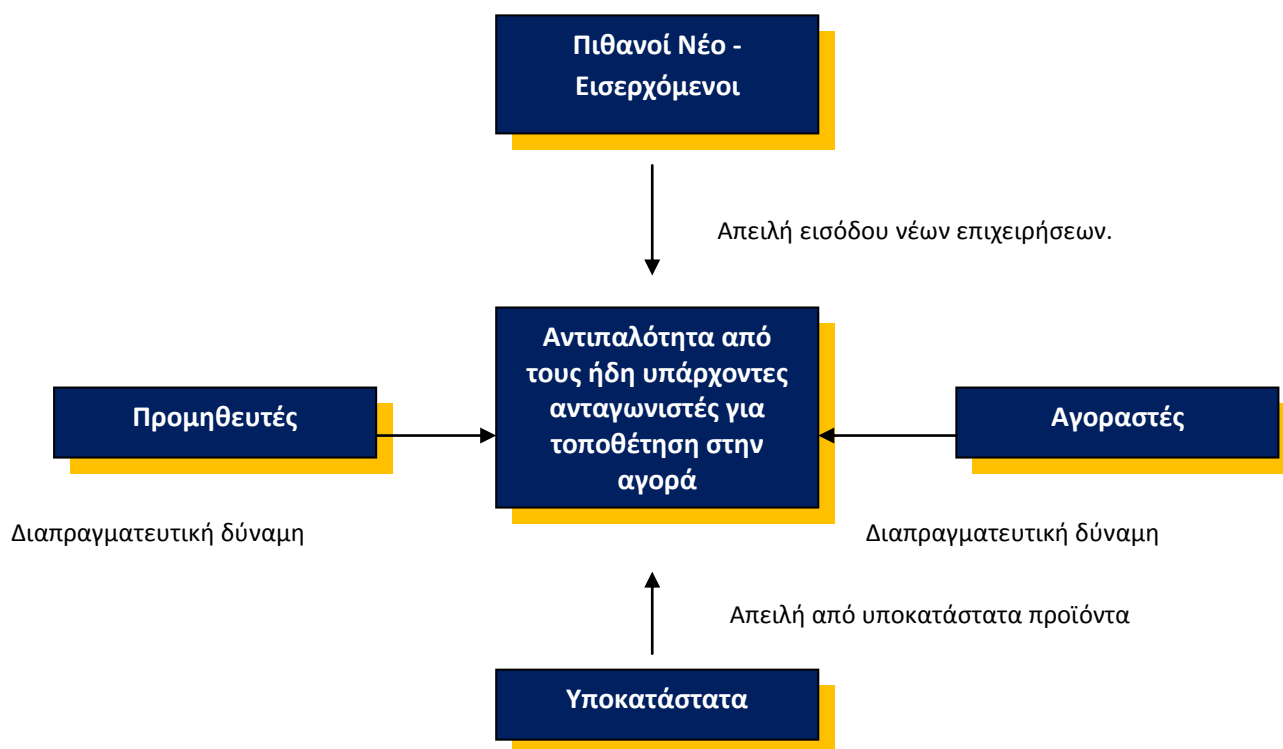 Πιθανοί Νέο -
Εισερχόμενοι
Απειλή εισόδου νέων επιχειρήσεων.
Αντιπαλότητα από
τους ήδη υπάρχοντες
ανταγωνιστές για
τοποθέτηση στην
αγορά
Προμηθευτές
Αγοραστές
Διαπραγματευτική δύναμη
Διαπραγματευτική δύναμη
Απειλή από υποκατάστατα προϊόντα
Υποκατάστατα